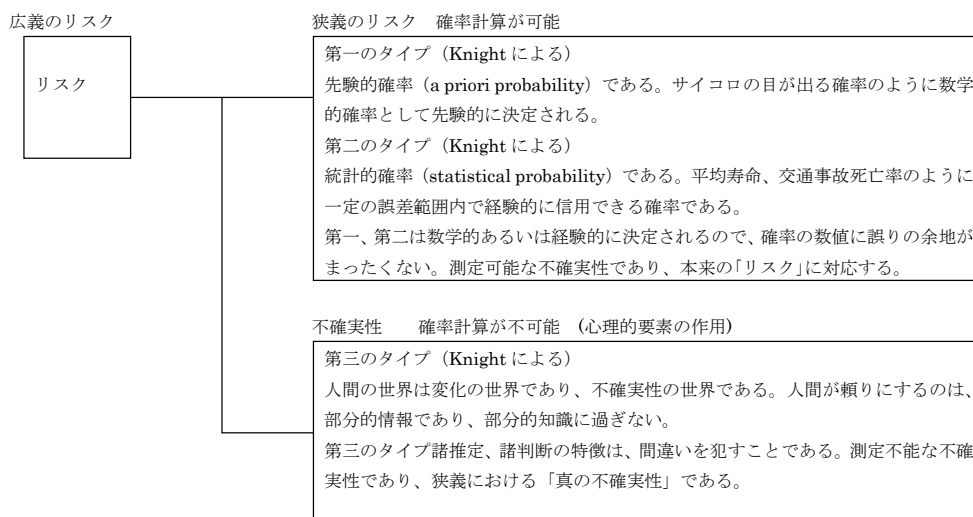 広義のリスク
リスク
狭義のリスク　確率計算が可能
第一のタイプ（Knight による）
先験的確率（a priori probability）である。サイコロの目が出る確率のように数学
的確率として先験的に決定される。
第二のタイプ（Knight による）
統計的確率（statistical probability）である。平均寿命、交通事故死亡率のように
一定の誤差範囲内で経験的に信用できる確率である。
第一、第二は数学的あるいは経験的に決定されるので、確率の数値に誤りの余地が
まったくない。測定可能な不確実性であり、本来の「リスク」に対応する。
不確実性　　確率計算が不可能　(心理的要素の作用)
第三のタイプ（Knight による）
人間の世界は変化の世界であり、不確実性の世界である。人間が頼りにするのは、
部分的情報であり、部分的知識に過ぎない。
第三のタイプ諸推定、諸判断の特徴は、間違いを犯すことである。測定不能な不確
実性であり、狭義における「真の不確実性」である。